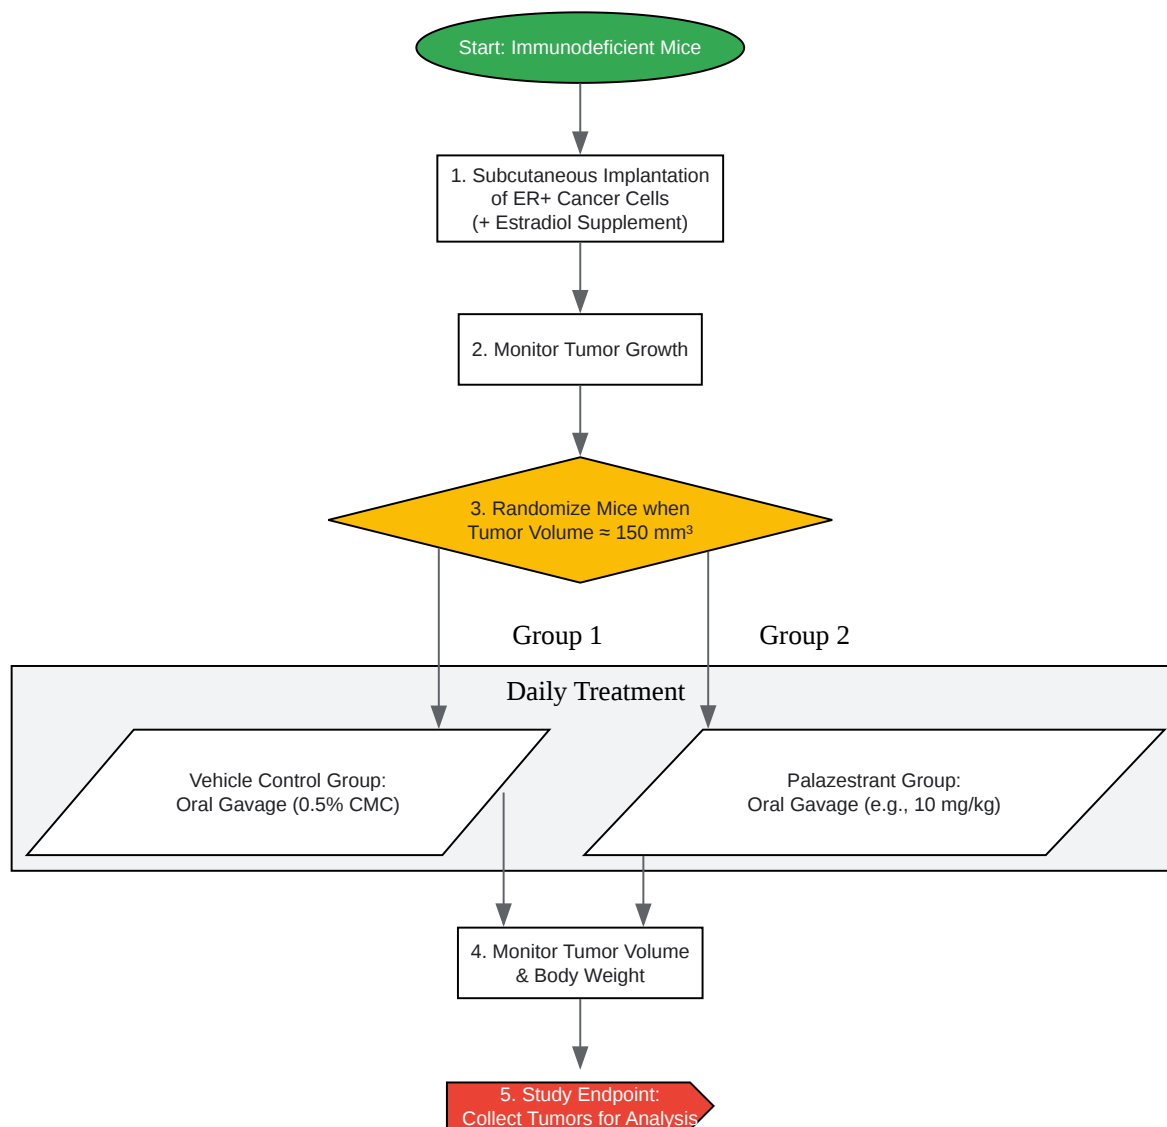 Start: Immunodeficient Mice
1. Subcutaneous Implantation
of ER+ Cancer Cells
(+ Estradiol Supplement)
2. Monitor Tumor Growth
3. Randomize Mice when
Tumor Volume ≈ 150 mm³
Group 1
Group 2
Daily Treatment
Vehicle Control Group:
Oral Gavage (0.5% CMC)
Palazestrant Group:
Oral Gavage (e.g., 10 mg/kg)
4. Monitor Tumor Volume
& Body Weight
5. Study Endpoint:
Collect Tumors for Analysis